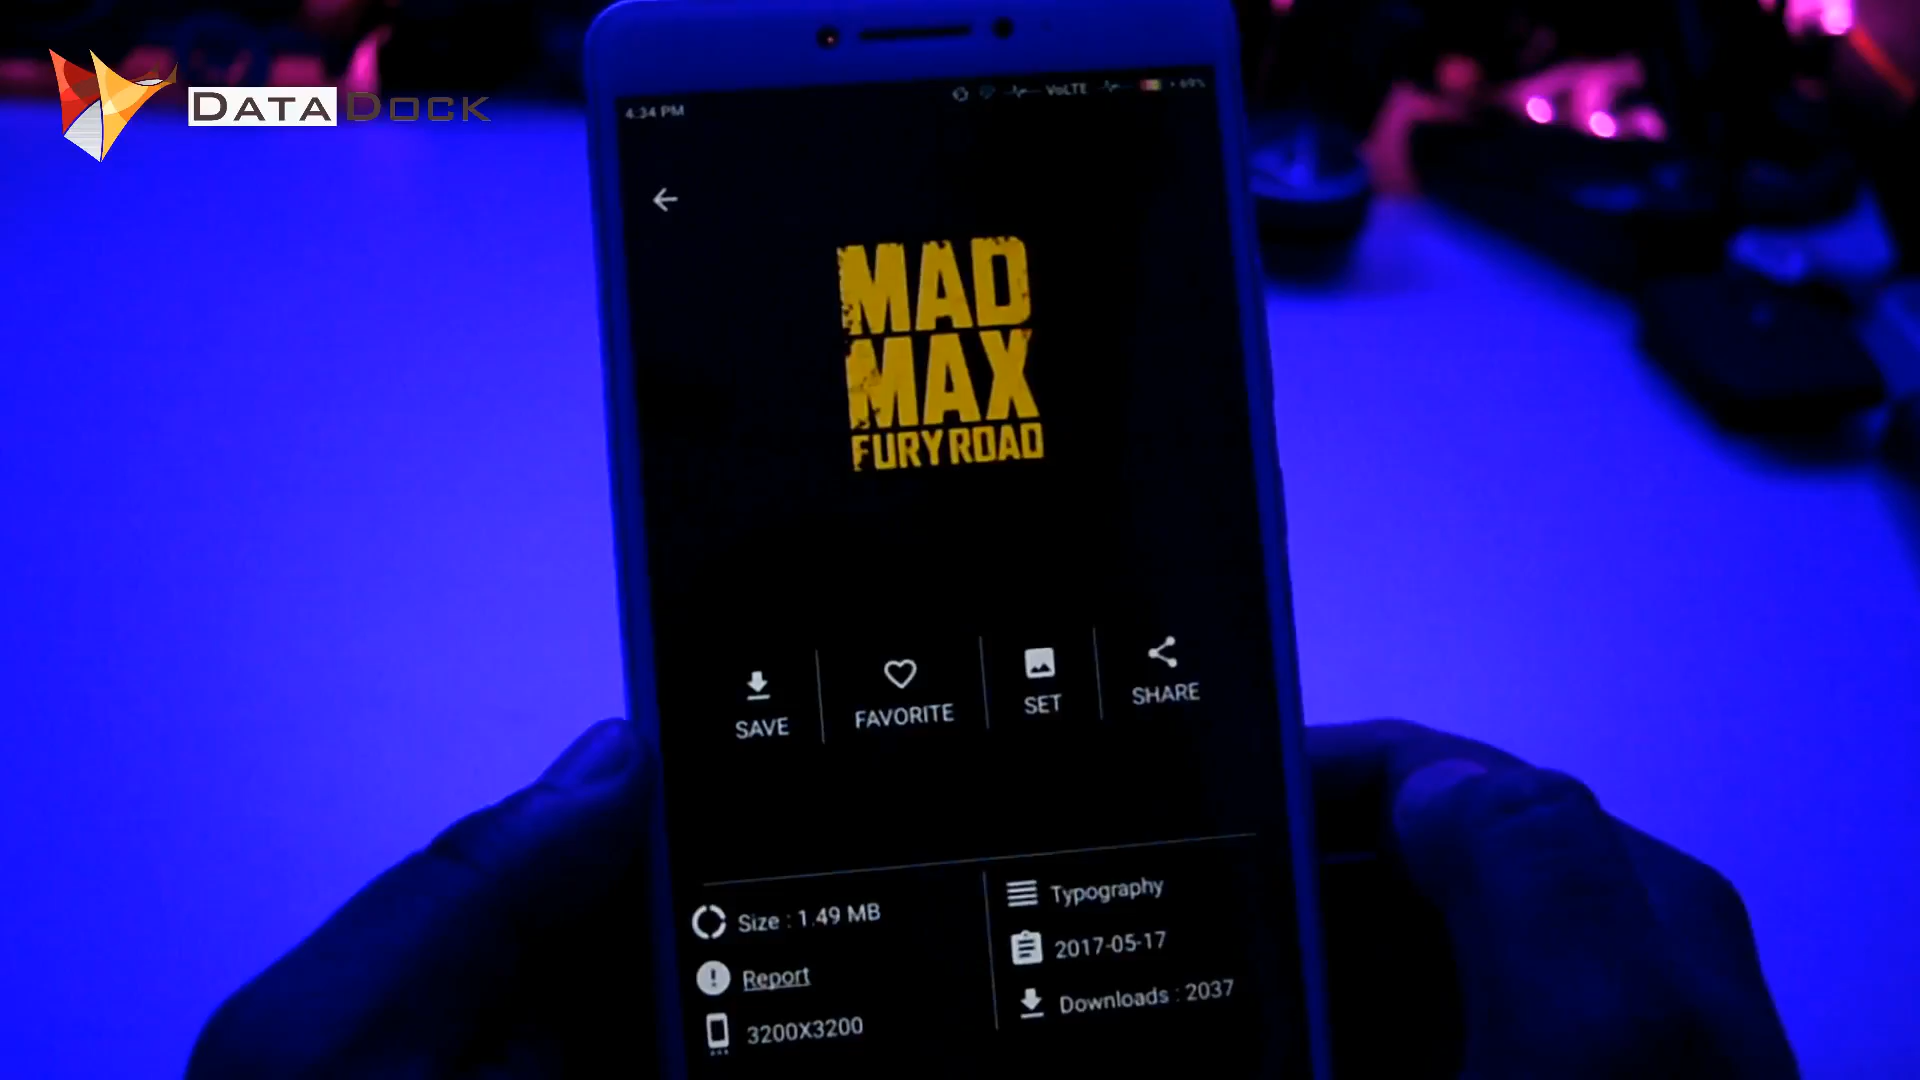 DATA DOCK
4:34 PM
VoLTE
69%
MAD
MAX
FURY ROAD
SAVE
FAVORITE
SET
SHARE
Size : 1.49 MB
Report
3200X3200
Typography
2017-05-17
Downloads : 2037